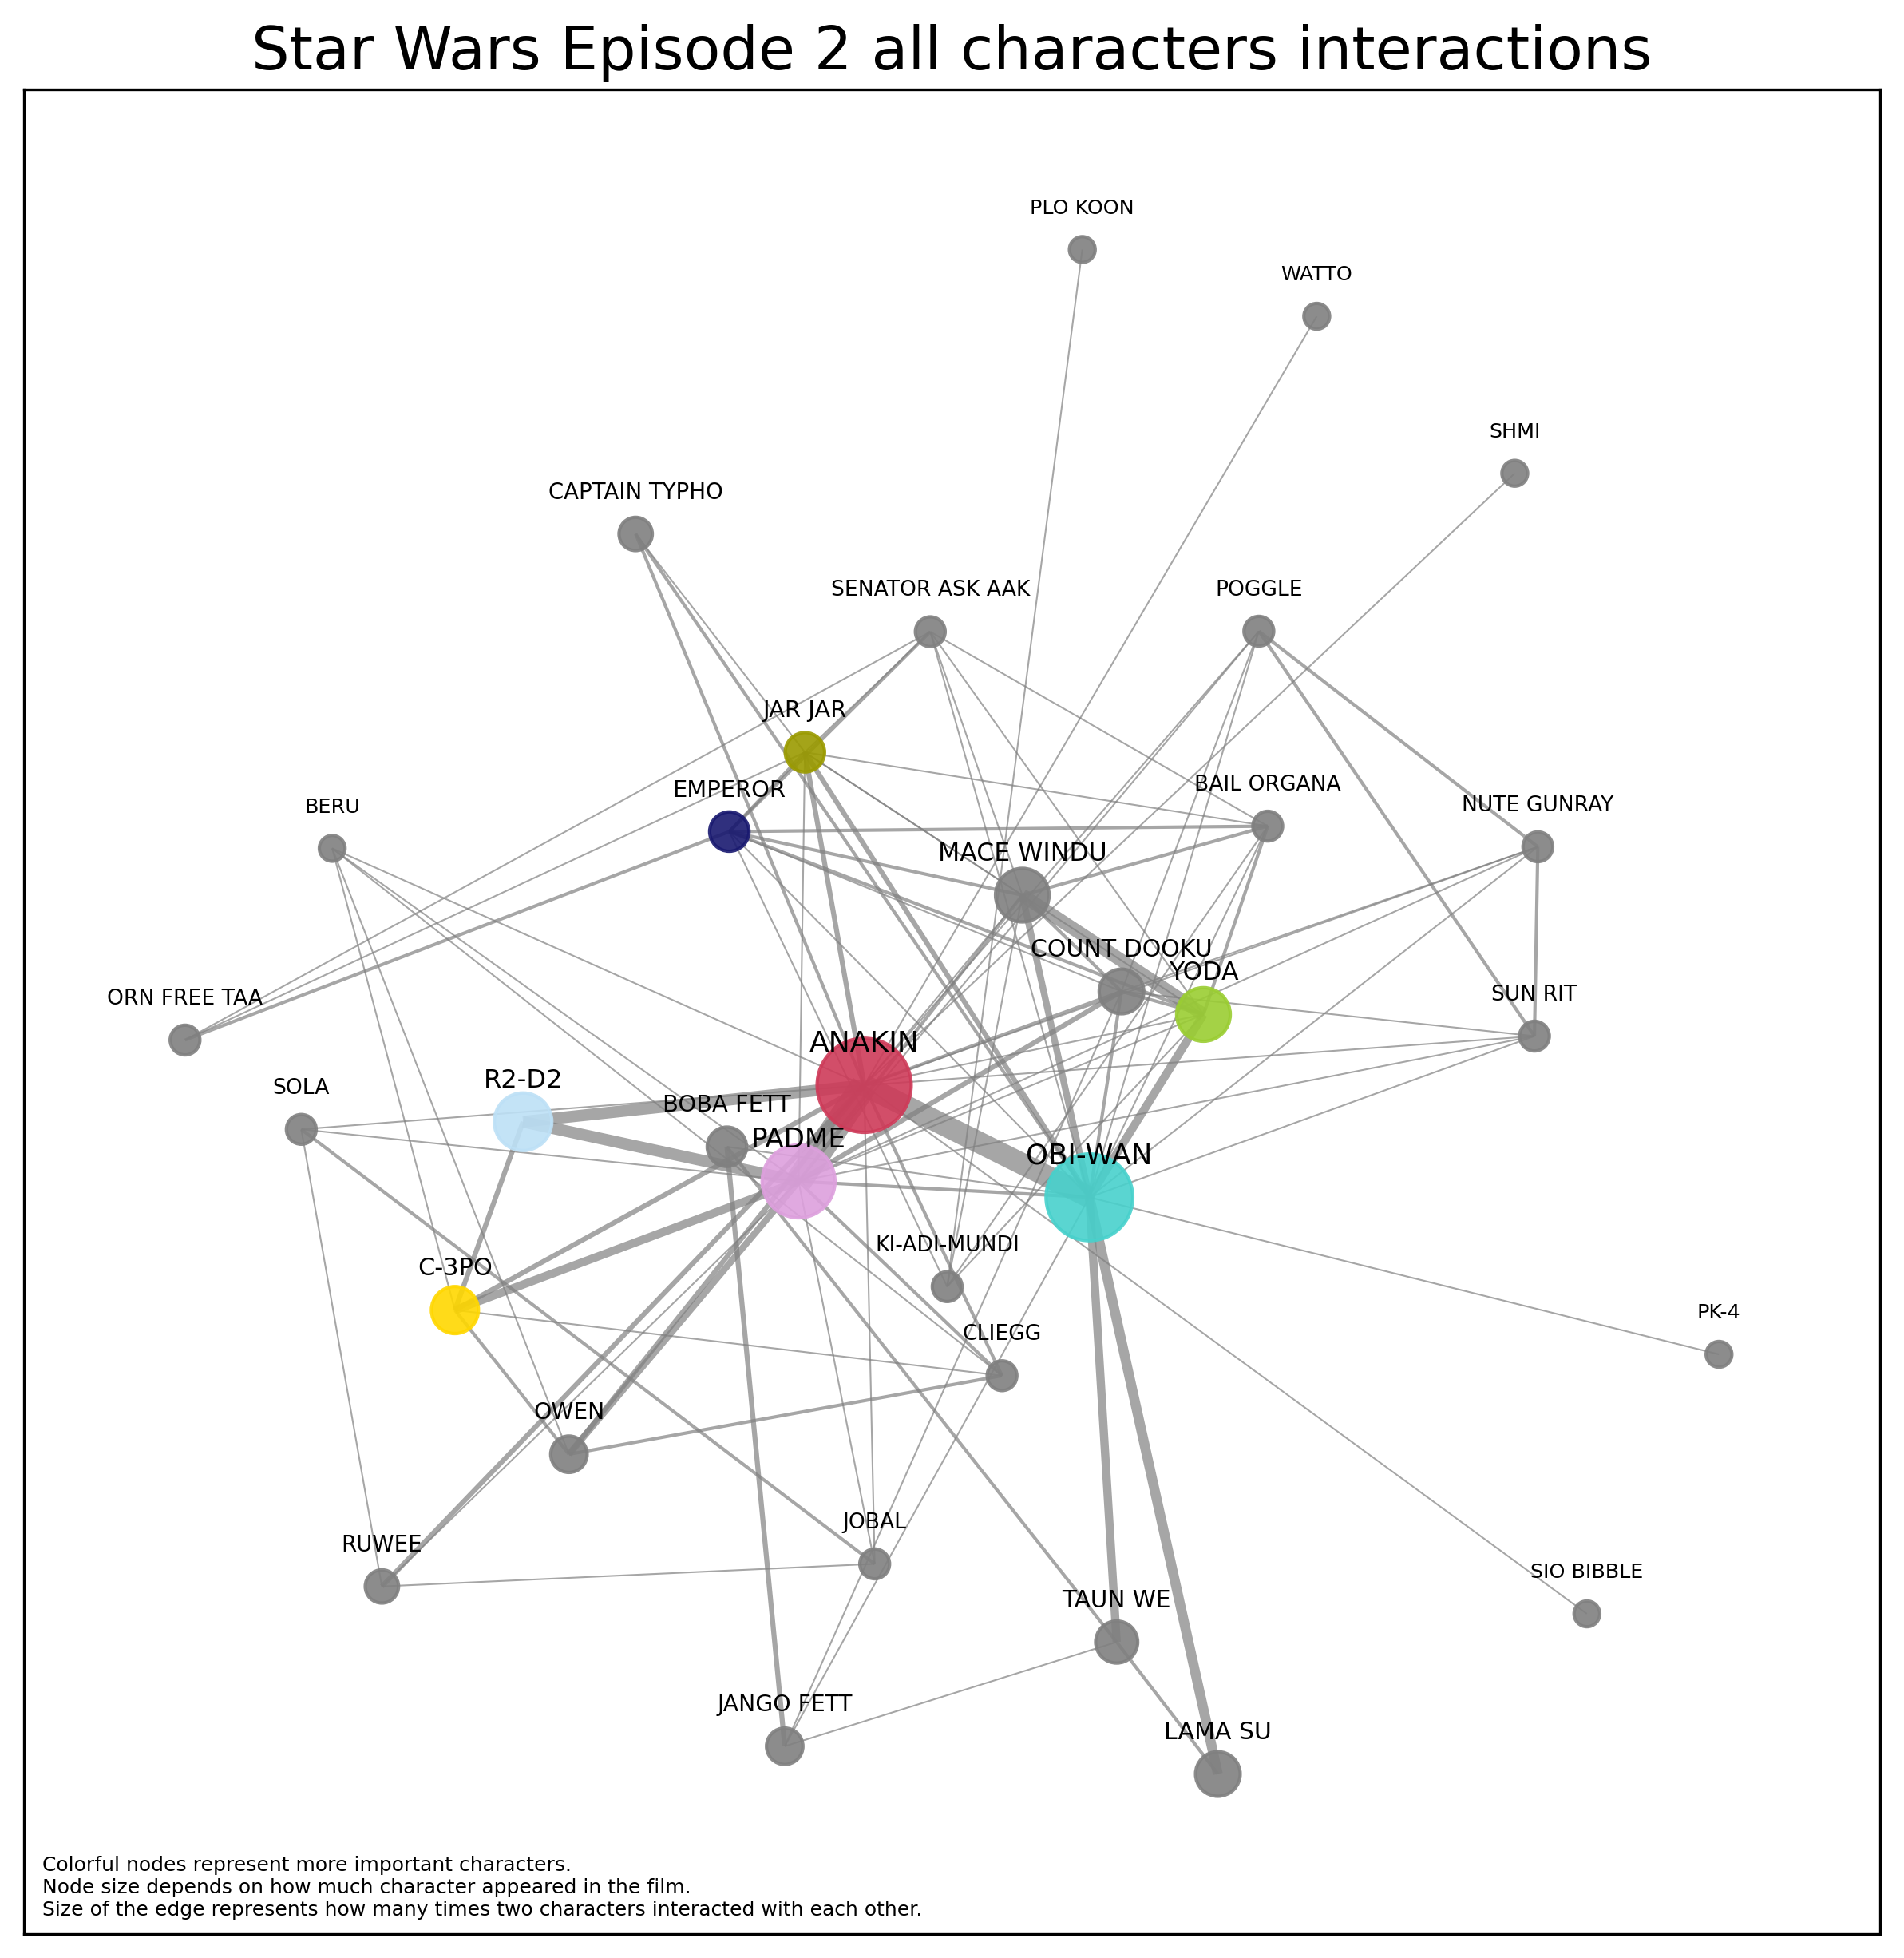 Star Wars Episode 2 all characters interactions
PLO KOON
WATTO
SHMI
CAPTAIN TYPHO
SENATOR ASK AAK
POGGLE
JAR JAR
EMPEROR
BAIL ORGANA
BERU
NUTE GUNRAY
MACE WINDU
COUNT DOOKU
YODA
ORN FREE TAA
SUN RIT
ANAKIN
R2-D2
SOLA
BOBA FETT
PADME
OBI-WAN
KI-ADI-MUNDI
C-3PO
PK-4
CLIEGG
OWEN
JOBAL
RUWEE
SIO BIBBLE
TAUN WE
JANGO FETT
LAMA SU
Colorful nodes represent more important characters.
Node size depends on how much character appeared in the film.
Size of the edge represents how many times two characters interacted with each other.